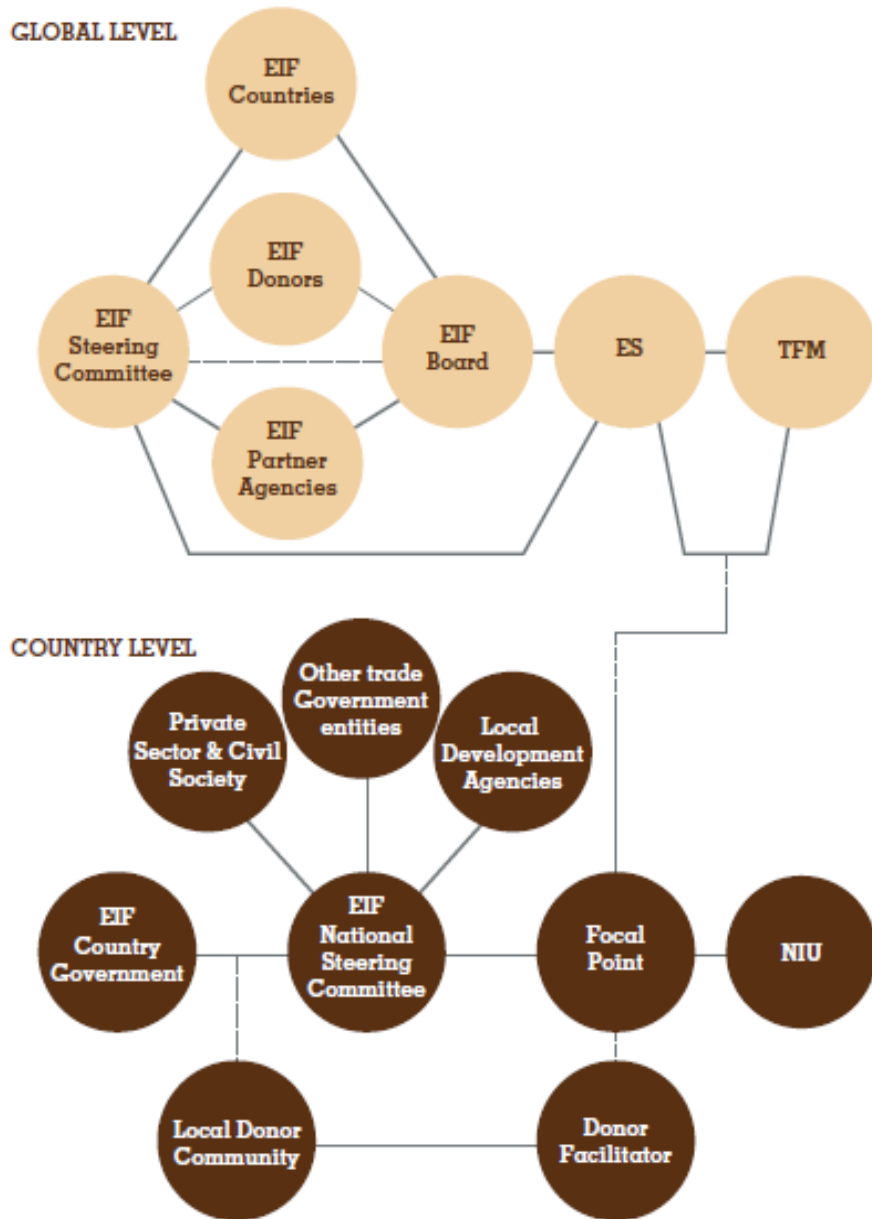 GLOBAL LEVEL
EIF
Countries
EIF
Donors
EIF
Steering
Committee
EIF
Board
ES
TFM
EIF
Partner
Agencies
COUNTRY LEVEL
Other trade
Government
entities
Private
Sector & Civil
Society
Local
Development
Agencies
EIF
Country
Government
EIF
National
Steering
Committee
Focal
Point
NIU
Local Donor
Community
Donor
Facilitator